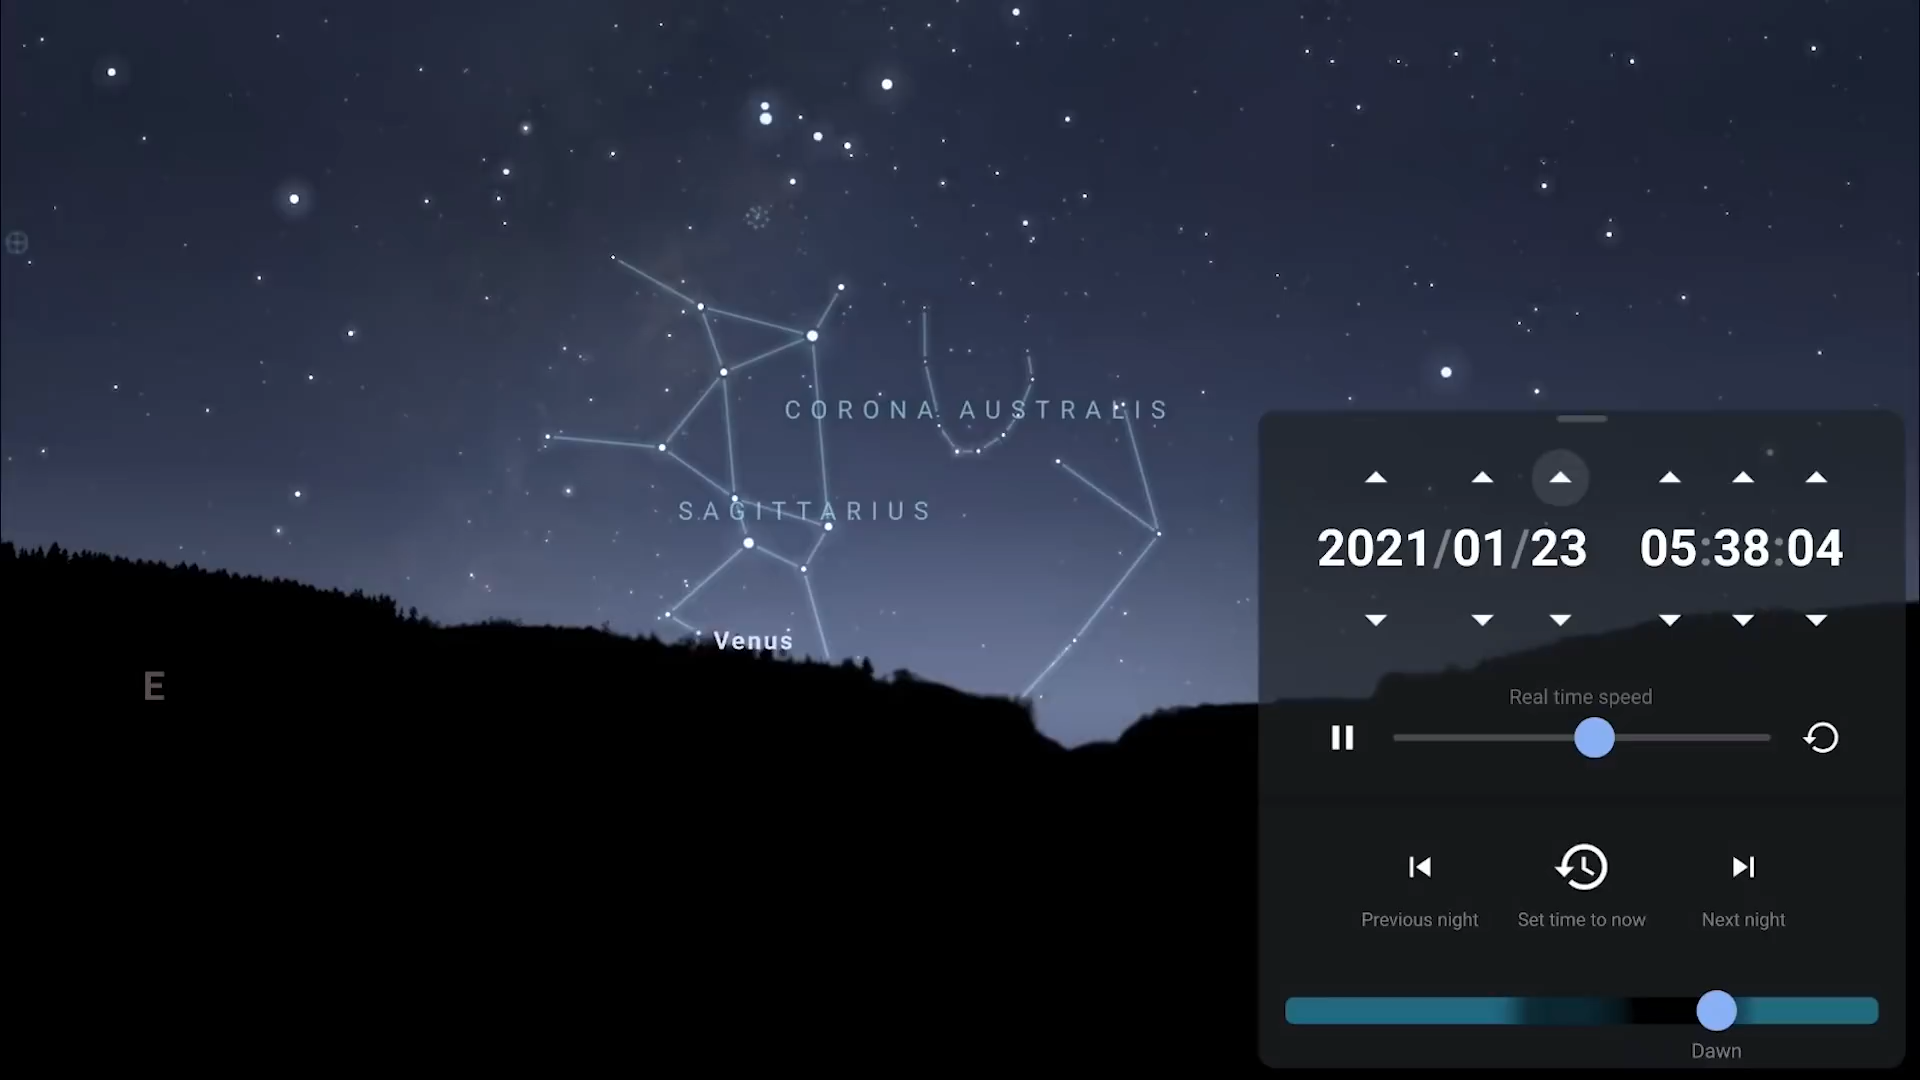 CORONA AUSTRALIS
SAGITTARIUS
Venus
E
2021/01/23 05:38:04
Real time speed
Previous night
Set time to now
Next night
Dawn